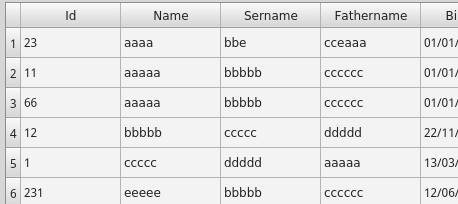 Id Name Sername Fathername Bi
1 23 aaaa bbe cceaaa 01/01/
2 11 aaaaa bbbbb cccccc 01/01/
3 66 aaaaa bbbbb cccccc 01/01/
4 12 bbbbb ccccc ddddd 22/11/
5 1 ccccc ddddd aaaaa 13/03/
6 231 eeeee bbbbb cccccc 12/06/